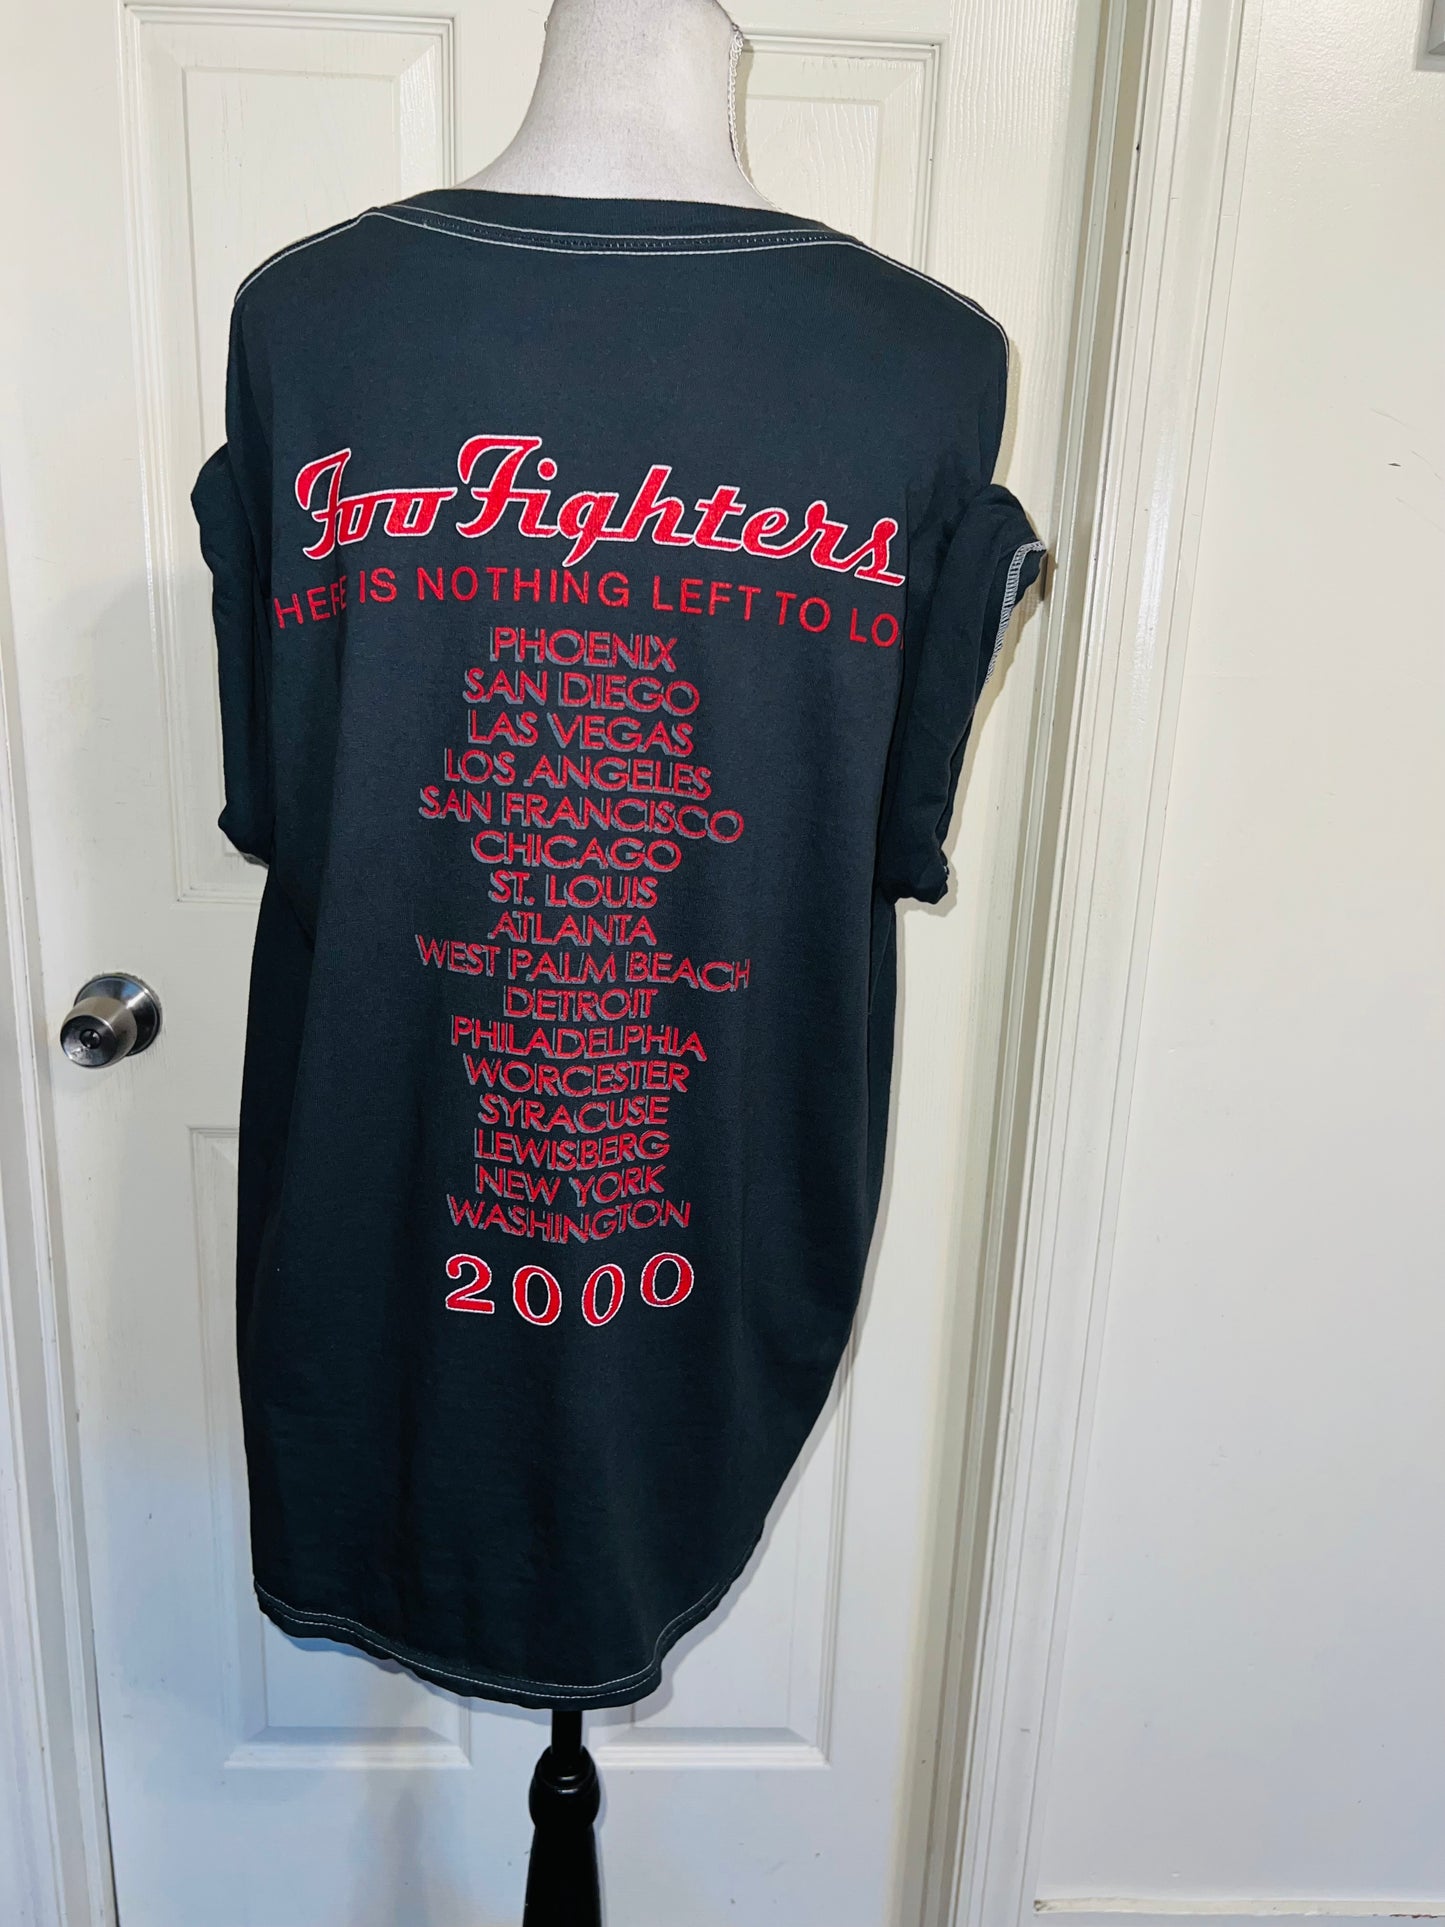 Foo Fighters
HERE IS NOTHING LEFT TO LO
PHOENIX
SAN DIEGO
LAS VEGAS
LOS ANGELES
SAN FRANCISCO
CHICAGO
ST. LOUIS
ATLANTA
WEST PALM BEACH
DETROIT
PHILADELPHIA
WORCESTER
SYRACUSE
LEWISBERG
NEW YORK
WASHINGTON
2000